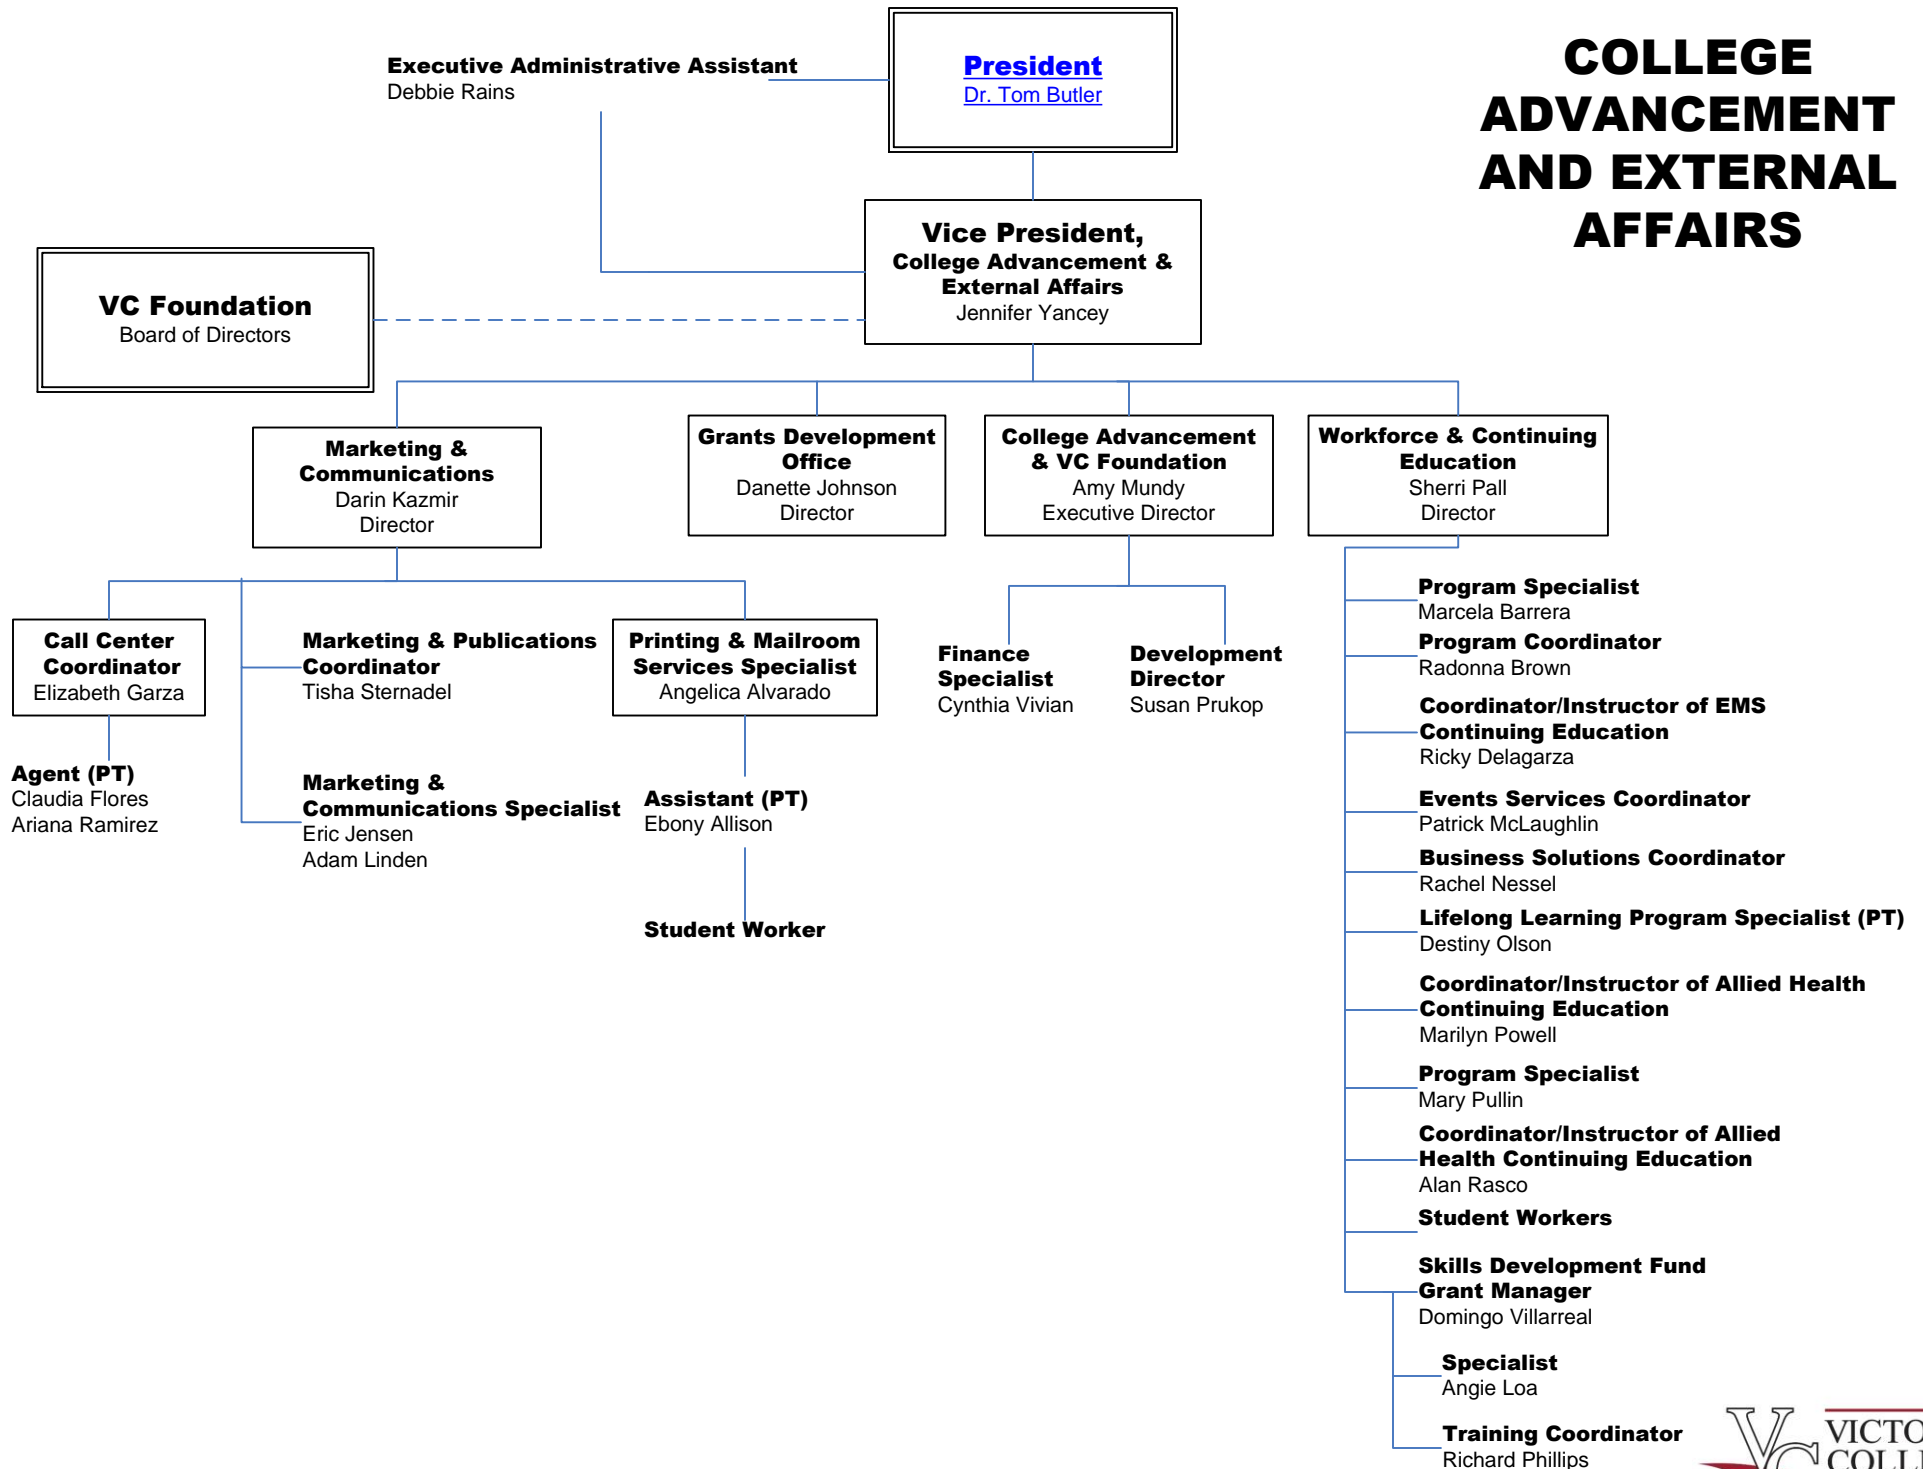 COLLEGE
ADVANCEMENT
AND EXTERNAL
AFFAIRS
Executive Administrative Assistant
Debbie Rains
President
Dr. Tom Butler
Vice President,
College Advancement &
External Affairs
Jennifer Yancey
VC Foundation
Board of Directors
Marketing &
Communications
Darin Kazmir
Director
Grants Development
Office
Danette Johnson
Director
College Advancement
& VC Foundation
Amy Mundy
Executive Director
Workforce & Continuing
Education
Sherri Pall
Director
Call Center
Coordinator
Elizabeth Garza
Agent (PT)
Claudia Flores
Ariana Ramirez
Marketing & Publications
Coordinator
Tisha Sternadel
Marketing &
Communications Specialist
Eric Jensen
Adam Linden
Printing & Mailroom
Services Specialist
Angelica Alvarado
Assistant (PT)
Ebony Allison
Student Worker
Finance
Specialist
Cynthia Vivian
Development
Director
Susan Prukop
Program Specialist
Marcela Barrera
Program Coordinator
Radonna Brown
Coordinator/Instructor of EMS
Continuing Education
Ricky Delagarza
Events Services Coordinator
Patrick McLaughlin
Business Solutions Coordinator
Rachel Nessel
Lifelong Learning Program Specialist (PT)
Destiny Olson
Coordinator/Instructor of Allied Health
Continuing Education
Marilyn Powell
Program Specialist
Mary Pullin
Coordinator/Instructor of Allied
Health Continuing Education
Alan Rasco
Student Workers
Skills Development Fund
Grant Manager
Domingo Villarreal
Specialist
Angie Loa
Training Coordinator
Richard Phillips
VC